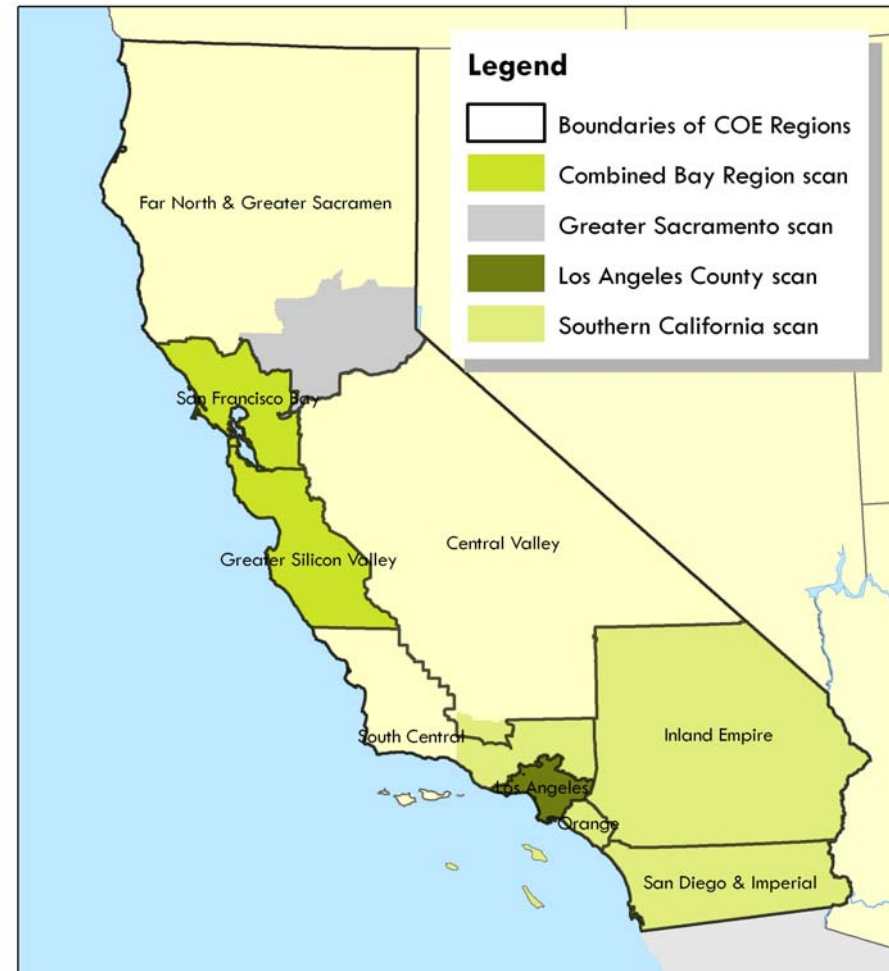 Legend
Boundaries of COE Regions
Combined Bay Region scan
Greater Sacramento scan
Los Angeles County scan
Southern California scan
Far North & Greater Sacramen
San Francisco Bay
Greater Silicon Valley
Central Valley
South Central
Inland Empire
Los Angeles
Orange
San Diego & Imperial